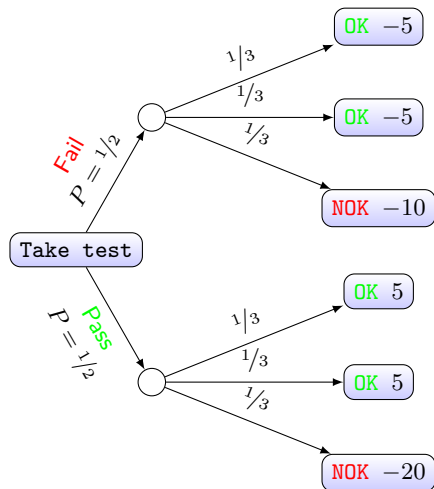 OK −5
1/3
1/3
OK −5
1/3
Fail
P = 1/2
NOK −10
Take test
OK 5
Pass
P = 1/2
1/3
1/3
OK 5
1/3
NOK −20